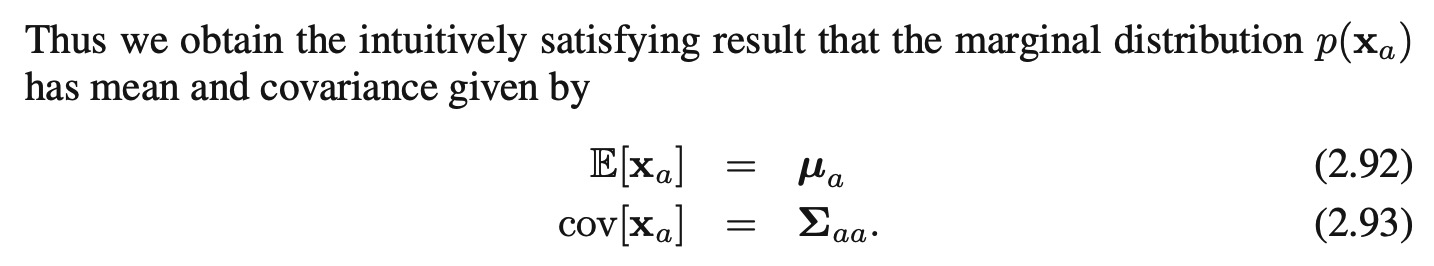 Thus we obtain the intuitively satisfying result that the marginal distribution p(𝐱ₐ)
has mean and covariance given by
𝔼[𝐱ₐ] = 𝛍ₐ (2.92)
cov[𝐱ₐ] = 𝚺ₐₐ. (2.93)